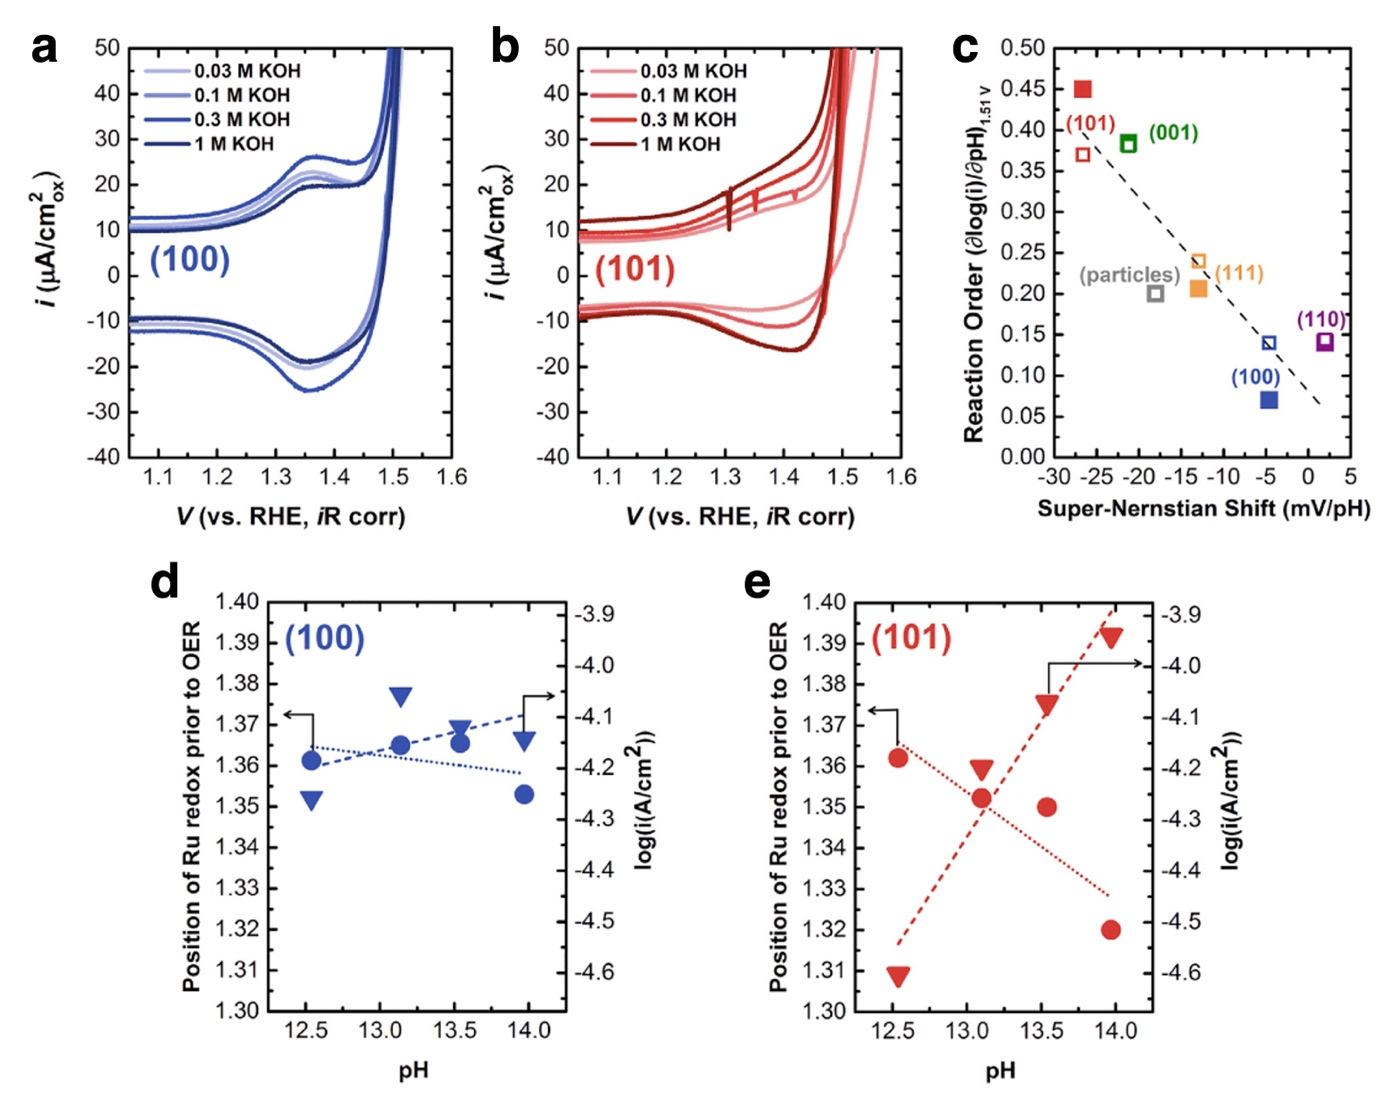 a
50
40
30
20
10
0
-10
-20
-30
-40
i (μA/cm²ox)
0.03 M KOH
0.1 M KOH
0.3 M KOH
1 M KOH
(100)
1.1 1.2 1.3 1.4 1.5 1.6
V (vs. RHE, iR corr)
b
50
40
30
20
10
0
-10
-20
-30
-40
i (μA/cm²ox)
0.03 M KOH
0.1 M KOH
0.3 M KOH
1 M KOH
(101)
1.1 1.2 1.3 1.4 1.5 1.6
V (vs. RHE, iR corr)
c
0.50
0.45
0.40
0.35
0.30
0.25
0.20
0.15
0.10
0.05
0.00
Reaction Order (∂log(i)/∂pH)1.51 V
(101)
(001)
(particles)
(111)
(110)
(100)
-30 -25 -20 -15 -10 -5 0 5
Super-Nernstian Shift (mV/pH)
d
1.40
1.39
1.38
1.37
1.36
1.35
1.34
1.33
1.32
1.31
1.30
Position of Ru redox prior to OER
(100)
-3.9
-4.0
-4.1
-4.2
-4.3
-4.4
-4.5
-4.6
log(i(A/cm²))
12.5 13.0 13.5 14.0
pH
e
1.40
1.39
1.38
1.37
1.36
1.35
1.34
1.33
1.32
1.31
1.30
Position of Ru redox prior to OER
(101)
-3.9
-4.0
-4.1
-4.2
-4.3
-4.4
-4.5
-4.6
log(i(A/cm²))
12.5 13.0 13.5 14.0
pH